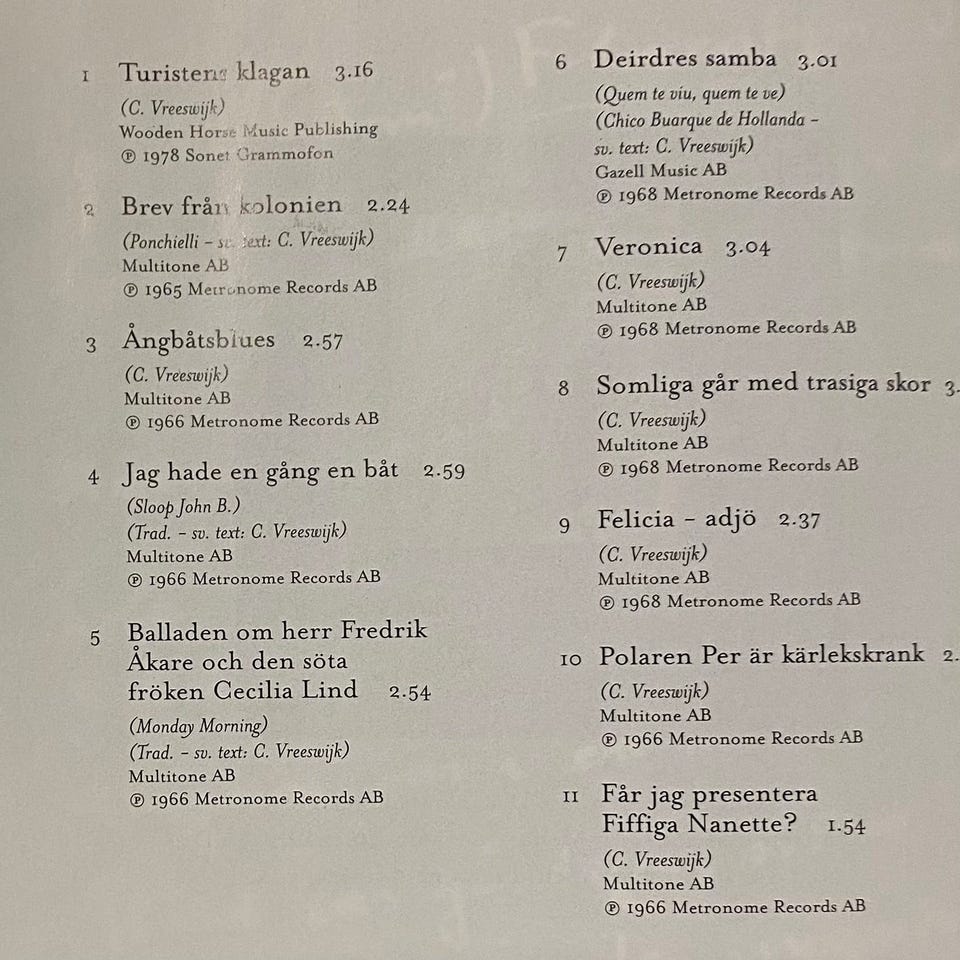 1 Turistens klagan 3.16
(C. Vreeswijk)
Wooden Horse Music Publishing
℗ 1978 Sonet Grammofon
2 Brev från kolonien 2.24
(Ponchielli – sv. text: C. Vreeswijk)
Multitone AB
℗ 1965 Metronome Records AB
3 Ångbåtsblues 2.57
(C. Vreeswijk)
Multitone AB
℗ 1966 Metronome Records AB
4 Jag hade en gång en båt 2.59
(Sloop John B.)
(Trad. – sv. text: C. Vreeswijk)
Multitone AB
℗ 1966 Metronome Records AB
5 Balladen om herr Fredrik
Åkare och den söta
fröken Cecilia Lind 2.54
(Monday Morning)
(Trad. – sv. text: C. Vreeswijk)
Multitone AB
℗ 1966 Metronome Records AB
6 Deirdres samba 3.01
(Quem te viu, quem te ve)
(Chico Buarque de Hollanda –
sv. text: C. Vreeswijk)
Gazell Music AB
℗ 1968 Metronome Records AB
7 Veronica 3.04
(C. Vreeswijk)
Multitone AB
℗ 1968 Metronome Records AB
8 Somliga går med trasiga skor 3.
(C. Vreeswijk)
Multitone AB
℗ 1968 Metronome Records AB
9 Felicia – adjö 2.37
(C. Vreeswijk)
Multitone AB
℗ 1968 Metronome Records AB
10 Polaren Per är kärlekskrank 2.
(C. Vreeswijk)
Multitone AB
℗ 1966 Metronome Records AB
11 Får jag presentera
Fiffiga Nanette? 1.54
(C. Vreeswijk)
Multitone AB
℗ 1966 Metronome Records AB